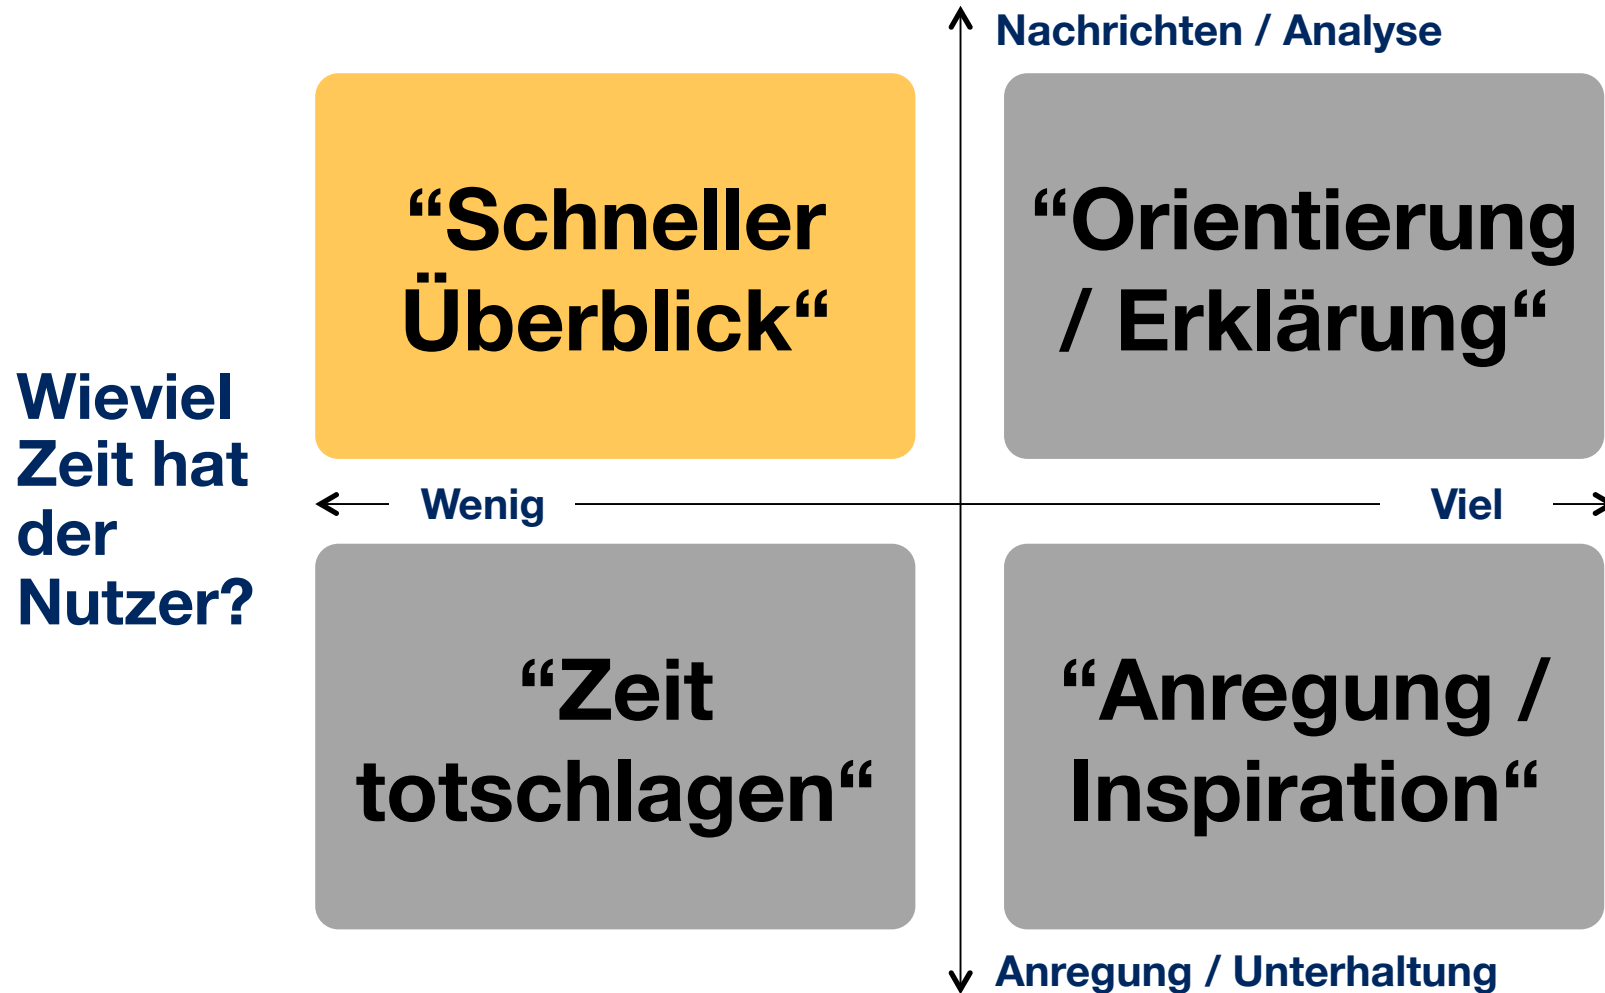 Nachrichten / Analyse
“Schneller
Überblick“
“Orientierung
/ Erklärung“
Wieviel
Zeit hat
der
Nutzer?
Wenig
Viel
“Zeit
totschlagen“
“Anregung /
Inspiration“
Anregung / Unterhaltung